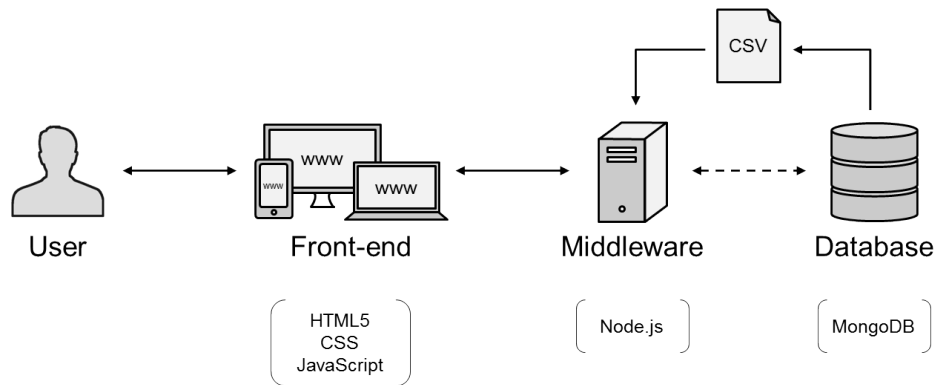 CSV
www
www
www
User
Front-end
Middleware
Database
HTML5
CSS
JavaScript
Node.js
MongoDB